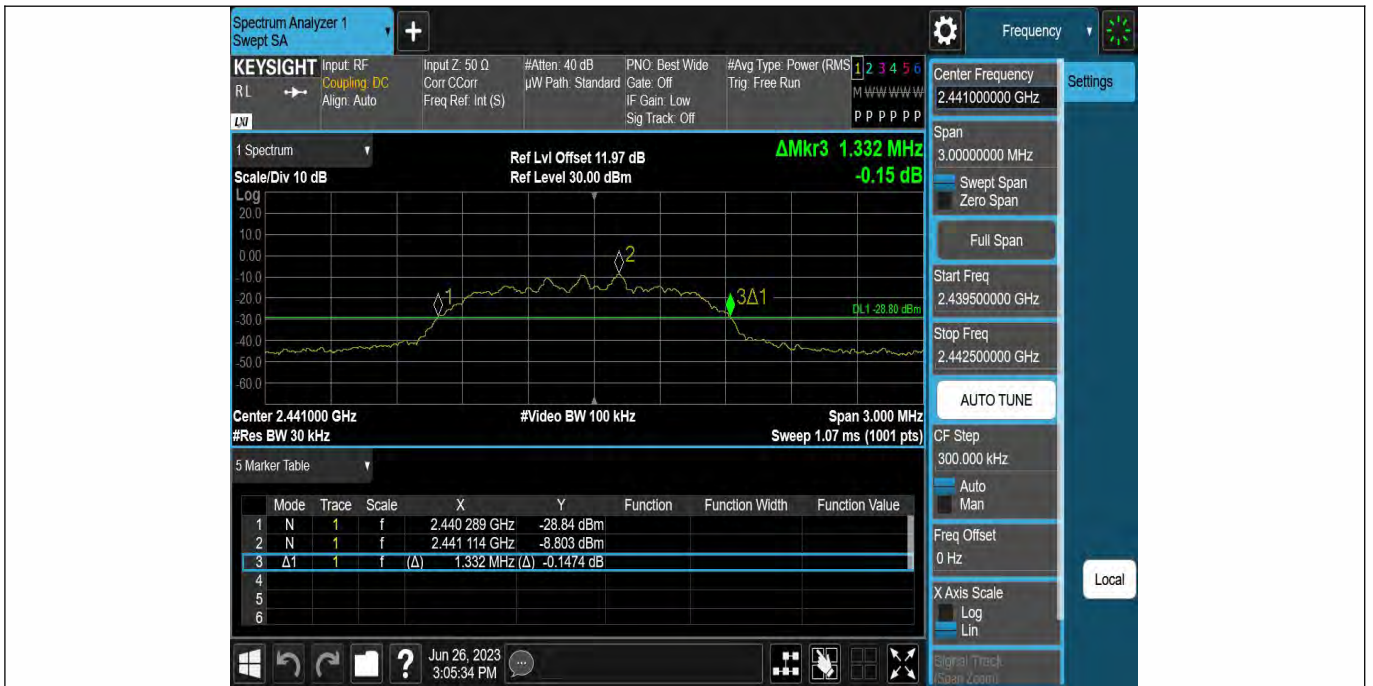 Spectrum Analyzer 1
Swept SA
+
Frequency
KEYSIGHT
RL
LXI
Input: RF
Coupling: DC
Align: Auto
Input Z: 50 Ω
Corr CCorr
Freq Ref: Int (S)
#Atten: 40 dB
µW Path: Standard
PNO: Best Wide
Gate: Off
IF Gain: Low
Sig Track: Off
#Avg Type: Power (RMS
Trig: Free Run
1 2 3 4 5 6
M W W W W W
P P P P P P
1 Spectrum
Scale/Div 10 dB
Ref Lvl Offset 11.97 dB
Ref Level 30.00 dBm
ΔMkr3 1.332 MHz
-0.15 dB
Log
20.0
10.0
0.00
-10.0
-20.0
-30.0
-40.0
-50.0
-60.0
1
2
3Δ1
DL1 -28.80 dBm
Center 2.441000 GHz
#Video BW 100 kHz
Span 3.000 MHz
#Res BW 30 kHz
Sweep 1.07 ms (1001 pts)
5 Marker Table
Mode Trace Scale X Y Function Function Width Function Value
1 N 1 f 2.440 289 GHz -28.84 dBm
2 N 1 f 2.441 114 GHz -8.803 dBm
3 Δ1 1 f (Δ) 1.332 MHz (Δ) -0.1474 dB
4
5
6
Center Frequency
2.441000000 GHz
Span
3.00000000 MHz
Swept Span
Zero Span
Full Span
Start Freq
2.439500000 GHz
Stop Freq
2.442500000 GHz
AUTO TUNE
CF Step
300.000 kHz
Auto
Man
Freq Offset
0 Hz
X Axis Scale
Log
Lin
Signal Track
(Span Zoom)
Settings
Local
?
Jun 26, 2023
3:05:34 PM